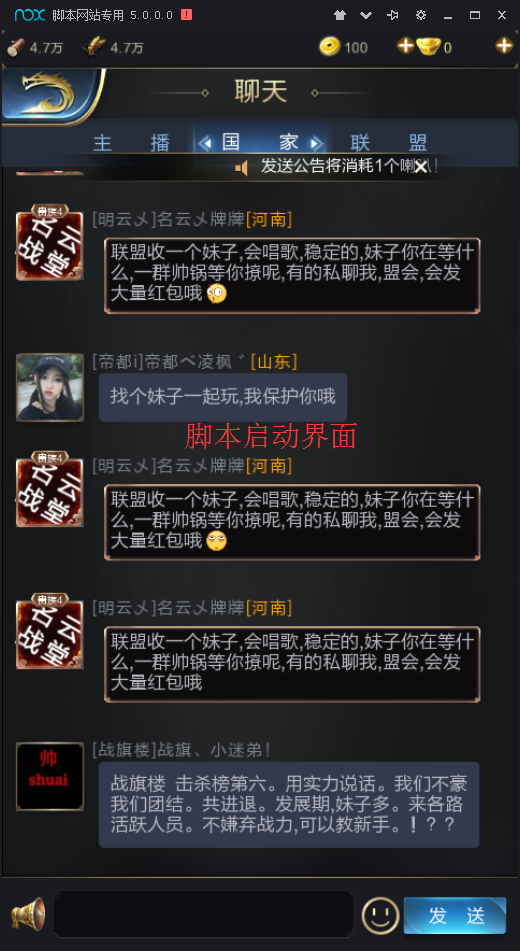 nox 脚本网站专用 5.0.0.0
4.7万 4.7万 100 0
聊天
主 播 国 家 联 盟
发送公告将消耗1个喇叭!
贵族4
名云战堂
[明云乄]名云乄牌牌[河南]
联盟收一个妹子,会唱歌,稳定的,妹子你在等什
么,一群帅锅等你撩呢,有的私聊我,盟会,会发
大量红包哦
[帝都i]帝都ベ凌枫゛[山东]
找个妹子一起玩,我保护你哦
脚本启动界面
贵族4
名云战堂
[明云乄]名云乄牌牌[河南]
联盟收一个妹子,会唱歌,稳定的,妹子你在等什
么,一群帅锅等你撩呢,有的私聊我,盟会,会发
大量红包哦
贵族4
名云战堂
[明云乄]名云乄牌牌[河南]
联盟收一个妹子,会唱歌,稳定的,妹子你在等什
么,一群帅锅等你撩呢,有的私聊我,盟会,会发
大量红包哦
帅
shuai
[战旗楼]战旗、小迷弟!
战旗楼 击杀榜第六。用实力说话。我们不豪
我们团结。共进退。发展期,妹子多。来各路
活跃人员。不嫌弃战力,可以教新手。!??
发 送